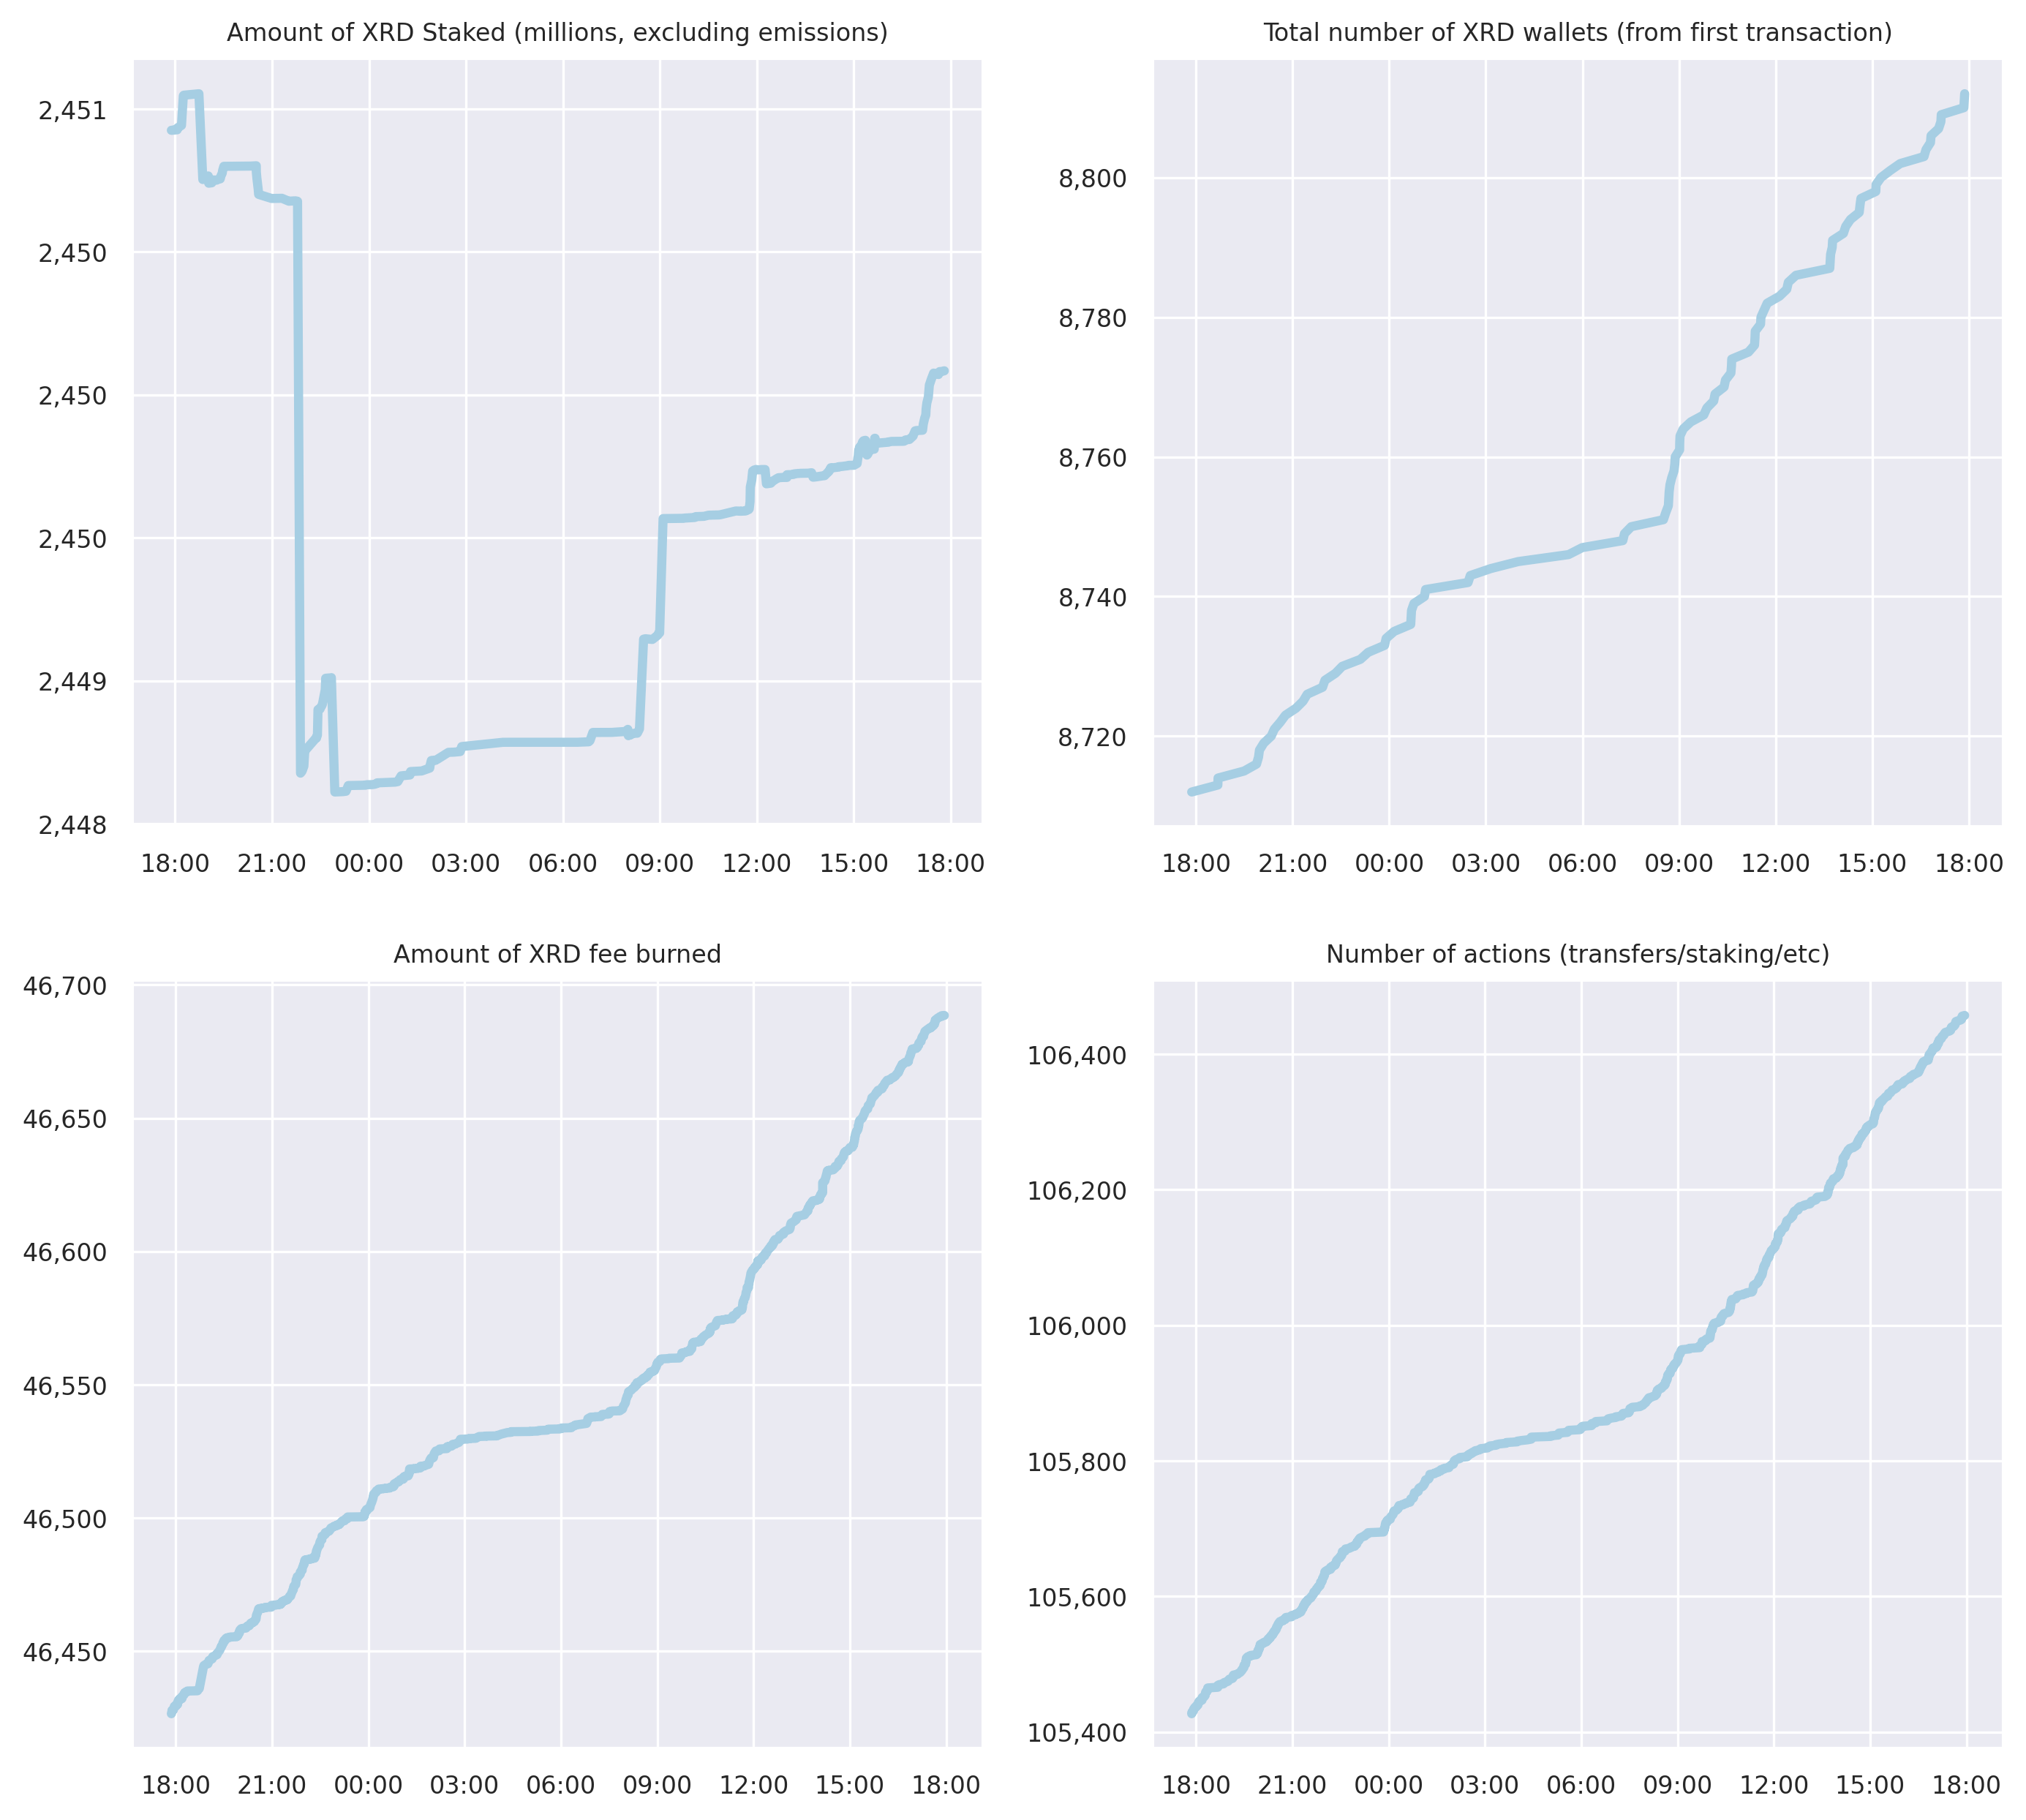 Amount of XRD Staked (millions, excluding emissions)
2,451
2,450
2,450
2,450
2,449
2,448
18:00 21:00 00:00 03:00 06:00 09:00 12:00 15:00 18:00
Total number of XRD wallets (from first transaction)
8,800
8,780
8,760
8,740
8,720
18:00 21:00 00:00 03:00 06:00 09:00 12:00 15:00 18:00
Amount of XRD fee burned
46,700
46,650
46,600
46,550
46,500
46,450
18:00 21:00 00:00 03:00 06:00 09:00 12:00 15:00 18:00
Number of actions (transfers/staking/etc)
106,400
106,200
106,000
105,800
105,600
105,400
18:00 21:00 00:00 03:00 06:00 09:00 12:00 15:00 18:00